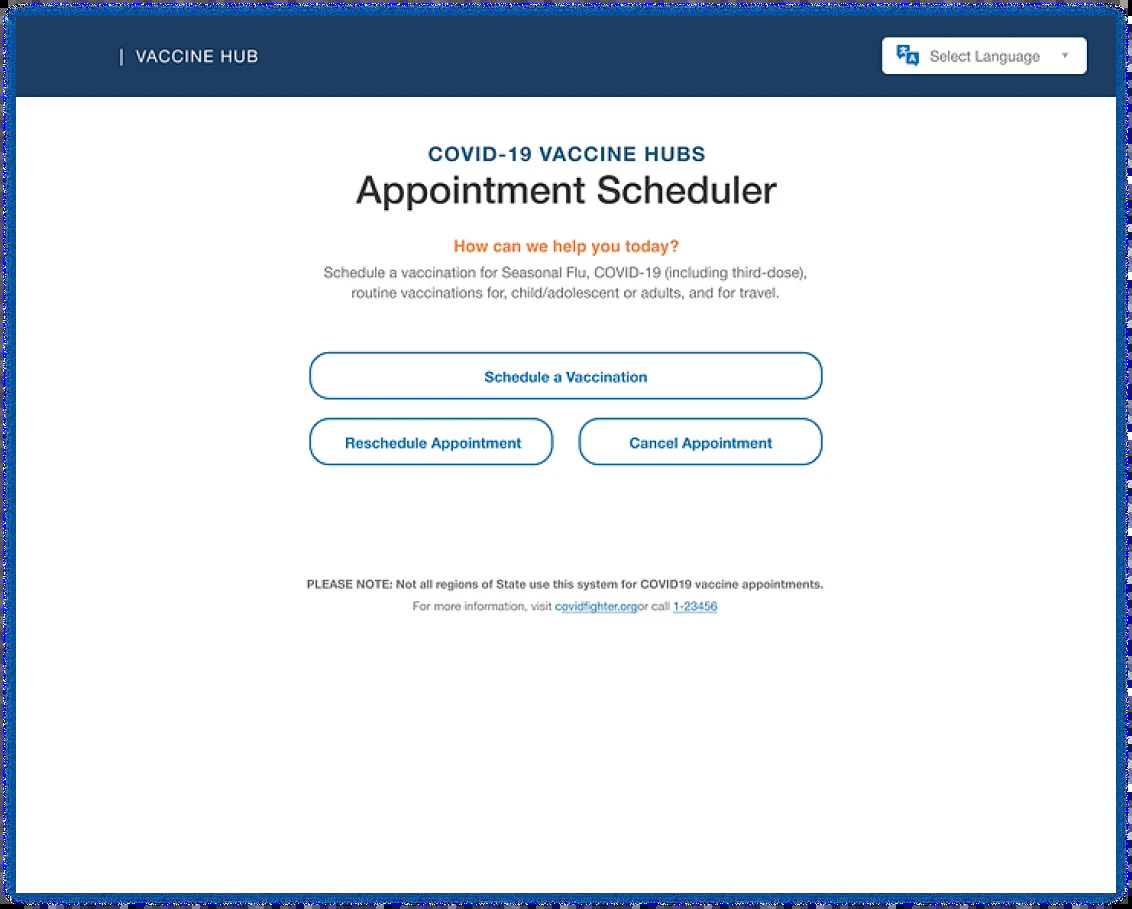 | VACCINE HUB
Select Language
COVID-19 VACCINE HUBS
Appointment Scheduler
How can we help you today?
Schedule a vaccination for Seasonal Flu, COVID-19 (including third-dose),
routine vaccinations for, child/adolescent or adults, and for travel.
Schedule a Vaccination
Reschedule Appointment
Cancel Appointment
PLEASE NOTE: Not all regions of State use this system for COVID19 vaccine appointments.
For more information, visit covidfighter.orgor call 1-23456